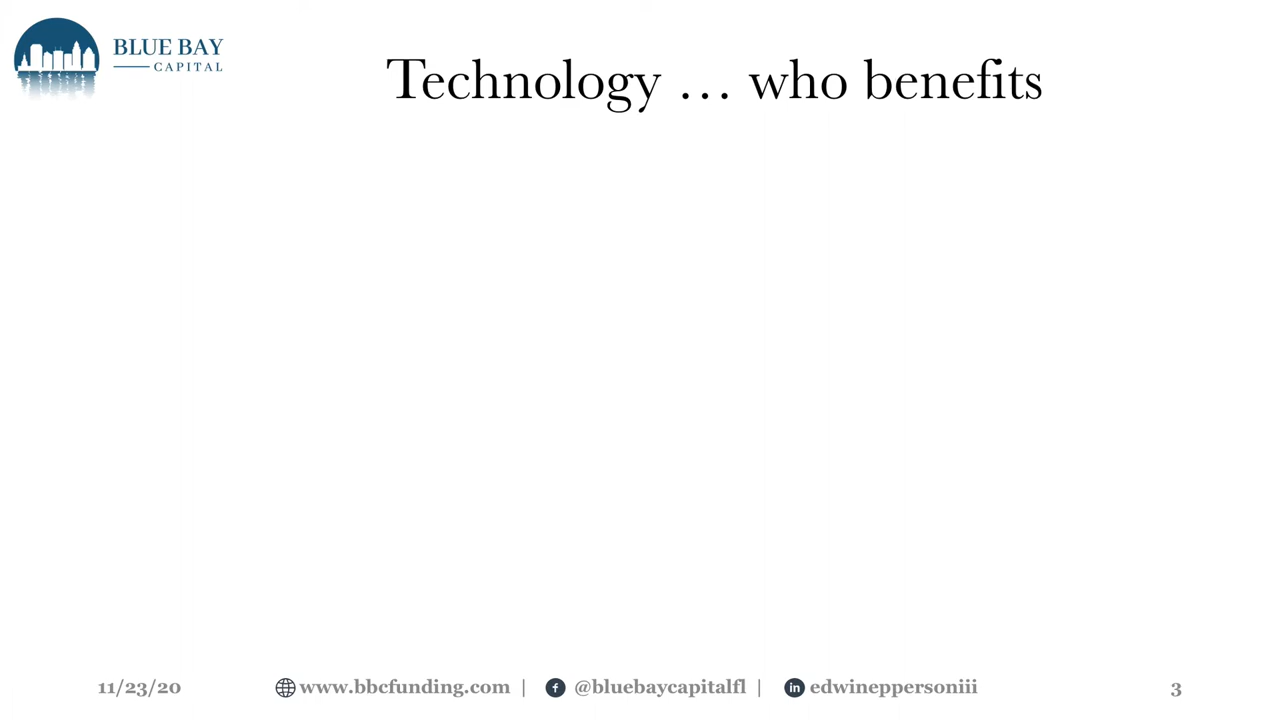 BLUE BAY
CAPITAL
Technology … who benefits
11/23/20 www.bbcfunding.com | @bluebaycapitalfl | edwineppersoniii 3